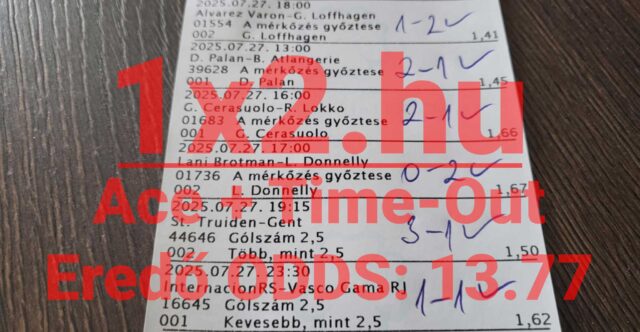 2025.07.27. 18:00
Alvarez Varon-G. Loffhagen
01554 A mérkőzés győztese 1-2 ✓
002 G. Loffhagen 1,41
2025.07.27. 13:00
D. Palan-B. Atlangerie
39628 A mérkőzés győztese 2-1 ✓
001 D. Palan 1,45
2025.07.27. 16:00
G. Cerasuolo-R. Lokko
01683 A mérkőzés győztese 2-1 ✓
001 G. Cerasuolo 1,66
2025.07.27. 17:00
Lani Brotman-L. Donnelly
01736 A mérkőzés győztese 0-2 ✓
002 L. Donnelly 1,67
2025.07.27. 19:15
St. Truiden-Gent
44646 Gólszám 2,5 3-1 ✓
002 Több, mint 2,5 1,50
2025.07.27. 23:30
InternacionRS-Vasco Gama RJ
16645 Gólszám 2,5 1-1 ✓
001 Kevesebb, mint 2,5 1,62
1x2.hu
Ace + Time-Out
Eredő ODDS: 13.77